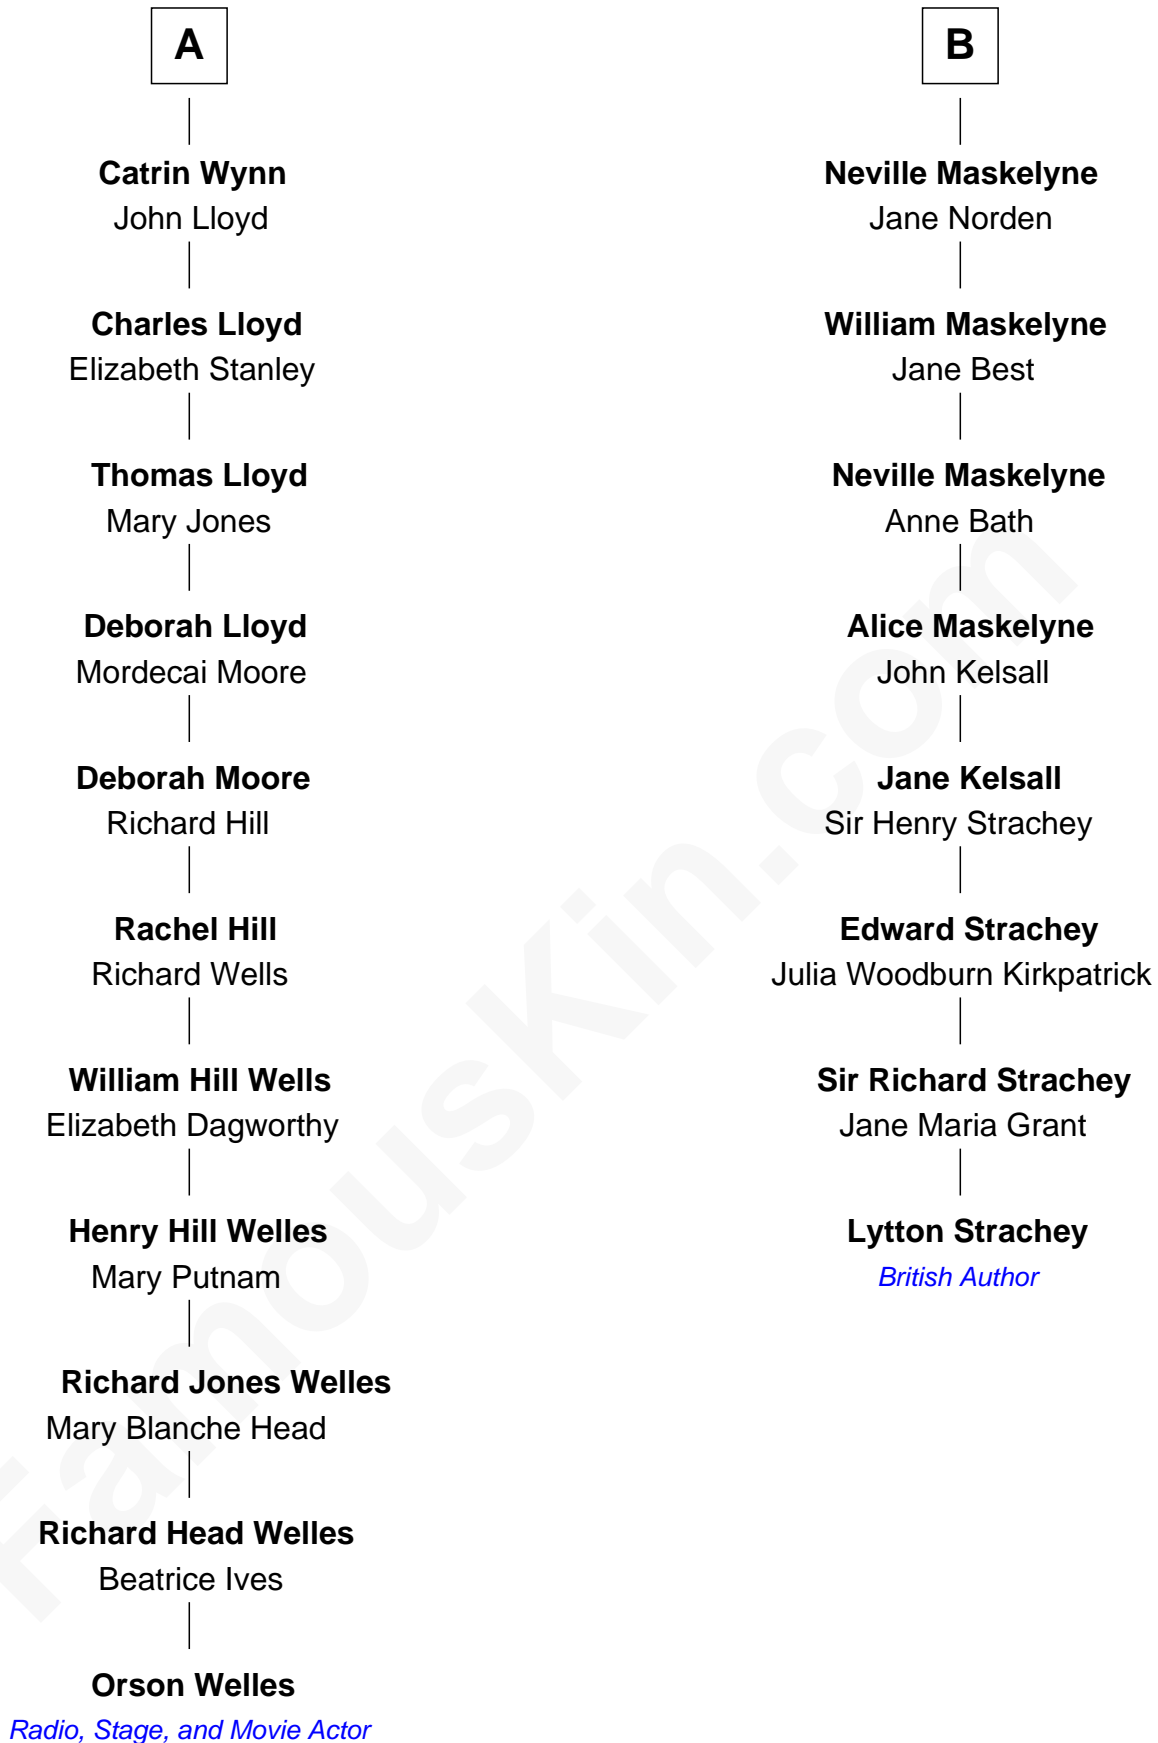 A
Catrin Wynn
John Lloyd
Charles Lloyd
Elizabeth Stanley
Thomas Lloyd
Mary Jones
Deborah Lloyd
Mordecai Moore
Deborah Moore
Richard Hill
Rachel Hill
Richard Wells
William Hill Wells
Elizabeth Dagworthy
Henry Hill Welles
Mary Putnam
Richard Jones Welles
Mary Blanche Head
Richard Head Welles
Beatrice Ives
Orson Welles
Radio, Stage, and Movie Actor
B
Neville Maskelyne
Jane Norden
William Maskelyne
Jane Best
Neville Maskelyne
Anne Bath
Alice Maskelyne
John Kelsall
Jane Kelsall
Sir Henry Strachey
Edward Strachey
Julia Woodburn Kirkpatrick
Sir Richard Strachey
Jane Maria Grant
Lytton Strachey
British Author
FamousKin.com